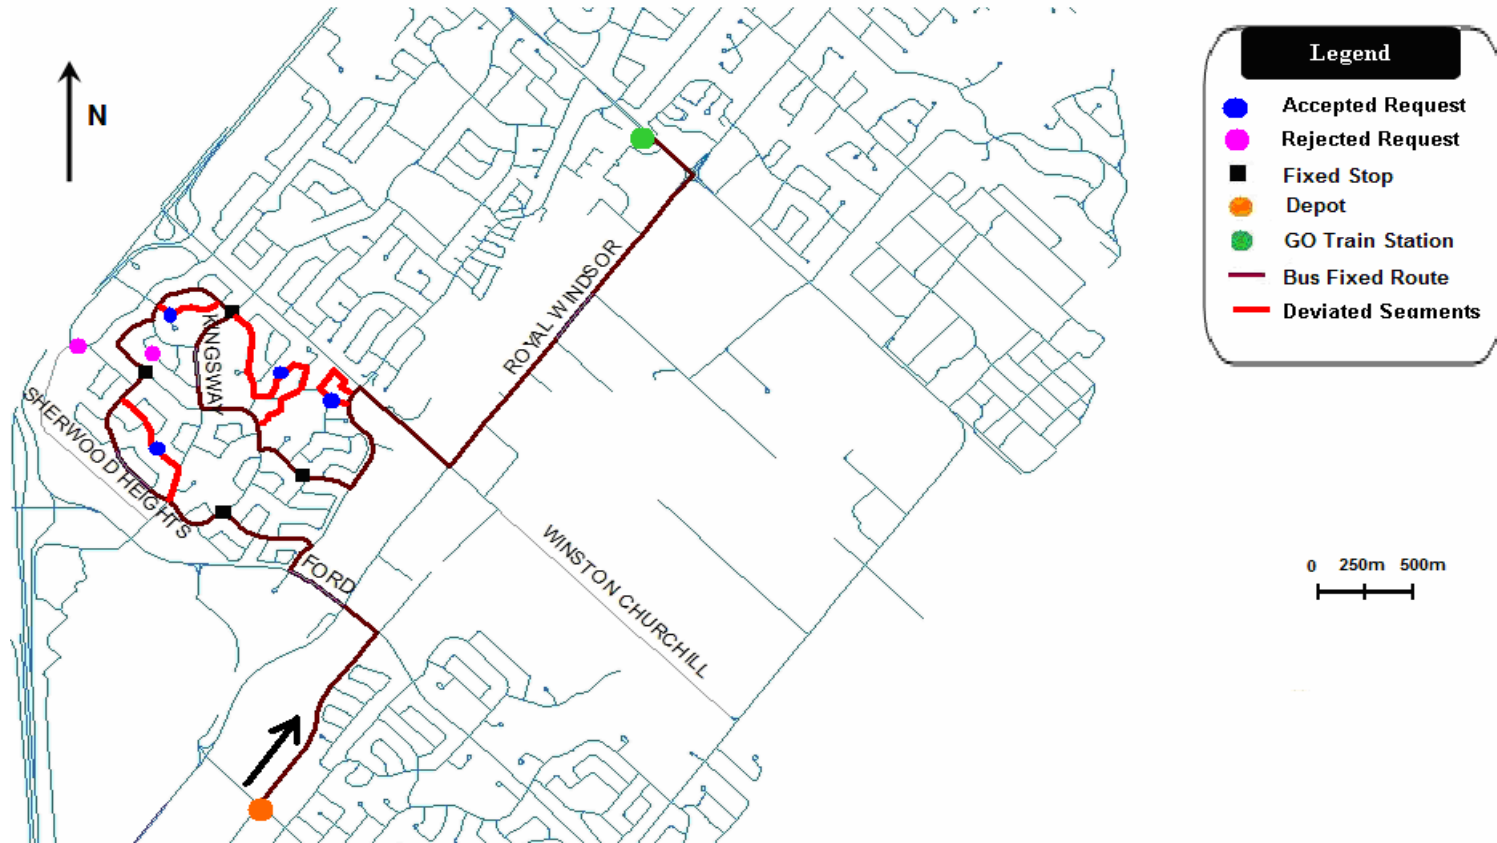 N
KINGSWAY
SHERWOOD HEIGHTS
FORD
ROYAL WINDSOR
WINSTON CHURCHILL
Legend
Accepted Request
Rejected Request
Fixed Stop
Depot
GO Train Station
Bus Fixed Route
Deviated Segments
0 250m 500m